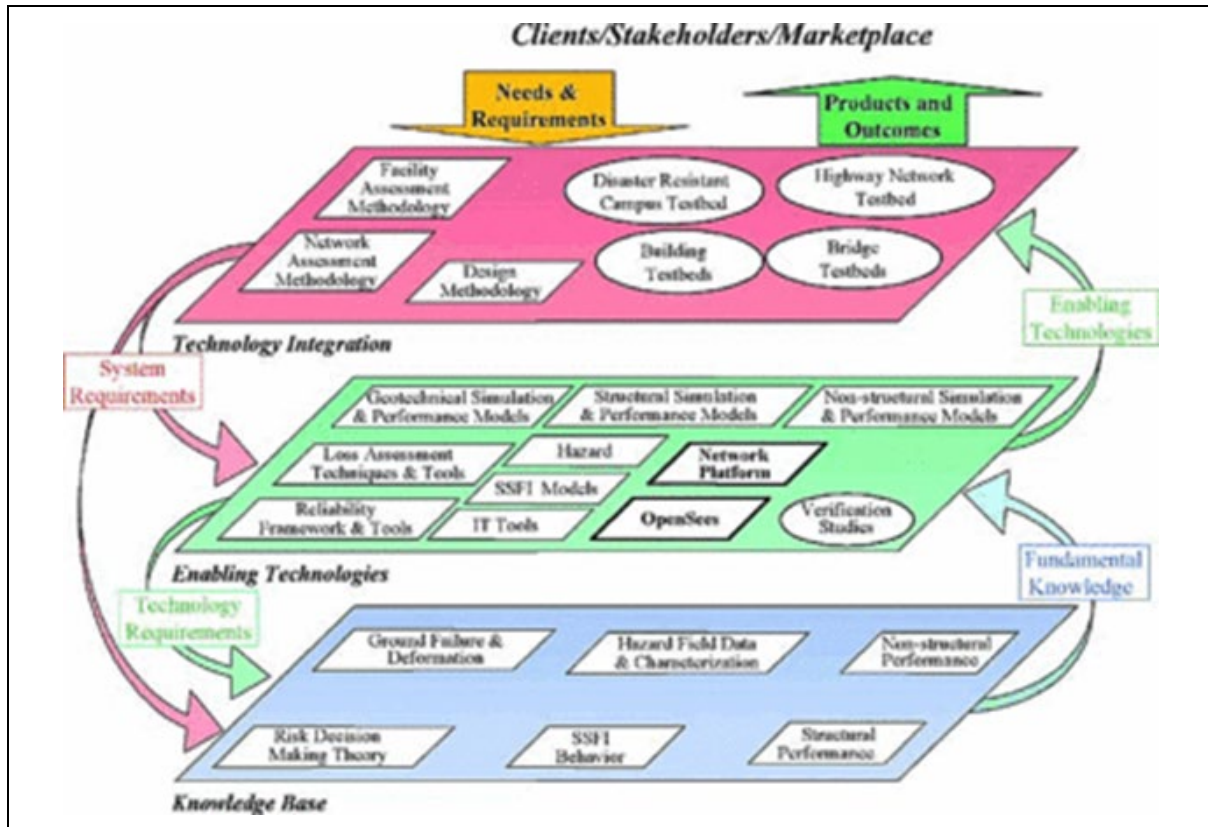 Clients/Stakeholders/Marketplace
Needs &
Requirements
Products and
Outcomes
Facility
Assessment
Methodology
Disaster Resistant
Campus Testbed
Highway Network
Testbed
Network
Assessment
Methodology
Design
Methodology
Building
Testbeds
Bridge
Testbeds
Technology Integration
Enabling
Technologies
System
Requirements
Geotechnical Simulation
& Performance Models
Structural Simulation
& Performance Models
Non-structural Simulation
& Performance Models
Loss Assessment
Techniques & Tools
Hazard
Network
Platform
SSFI Models
Reliability
Framework & Tools
IT Tools
OpenSees
Verification
Studies
Enabling Technologies
Fundamental
Knowledge
Technology
Requirements
Ground Failure &
Deformation
Hazard Field Data
& Characterization
Non-structural
Performance
Risk Decision
Making Theory
SSFI
Behavior
Structural
Performance
Knowledge Base